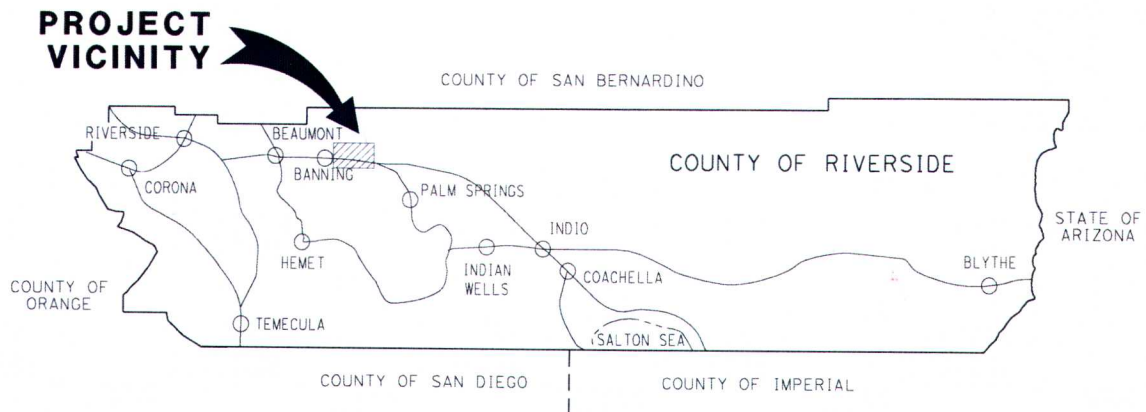 PROJECT
VICINITY
COUNTY OF SAN BERNARDINO
RIVERSIDE
BEAUMONT
COUNTY OF RIVERSIDE
BANNING
CORONA
PALM SPRINGS
STATE OF
ARIZONA
INDIO
HEMET
INDIAN
WELLS
COACHELLA
BLYTHE
COUNTY OF
ORANGE
TEMECULA
SALTON SEA
COUNTY OF SAN DIEGO
COUNTY OF IMPERIAL